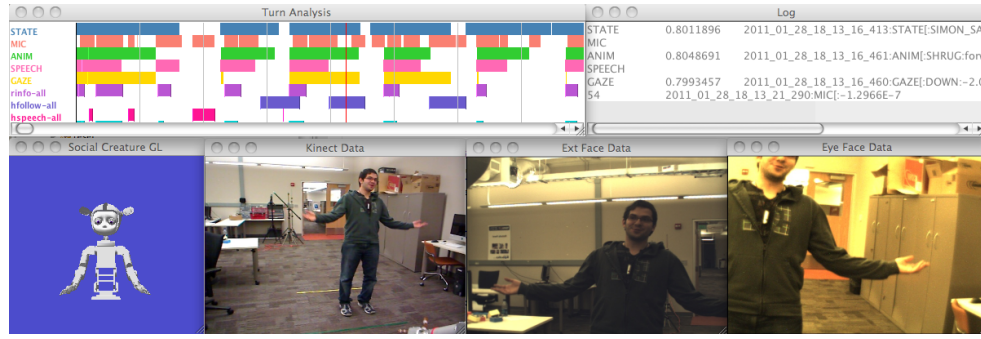 Turn Analysis
STATE
MIC
ANIM
SPEECH
GAZE
rinfo-all
hfollow-all
hspeech-all
Log
STATE 0.8011896 2011_01_28_18_13_16_413:STATE[:SIMON_SA
MIC
ANIM 0.8048691 2011_01_28_18_13_16_461:ANIM[:SHRUG:for
SPEECH
GAZE 0.7993457 2011_01_28_18_13_16_460:GAZE[:DOWN:-2.0
54 2011_01_28_18_13_21_290:MIC[:-1.2966E-7
Social Creature GL
Kinect Data
Ext Face Data
Eye Face Data